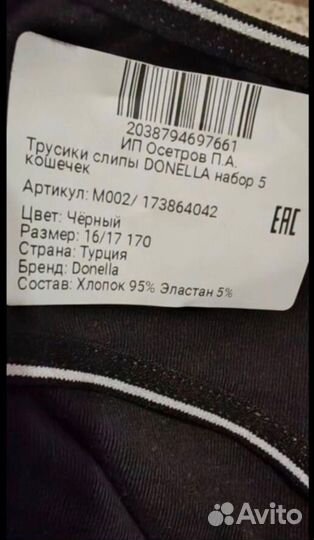 2038794697661
ИП Осетров П.А.
Трусики слипы DONELLA набор 5
кошечек
Артикул: M002/ 173864042
Цвет: Чёрный
Размер: 16/17 170
Страна: Турция
Бренд: Donella
Состав: Хлопок 95% Эластан 5%
EAC
Avito